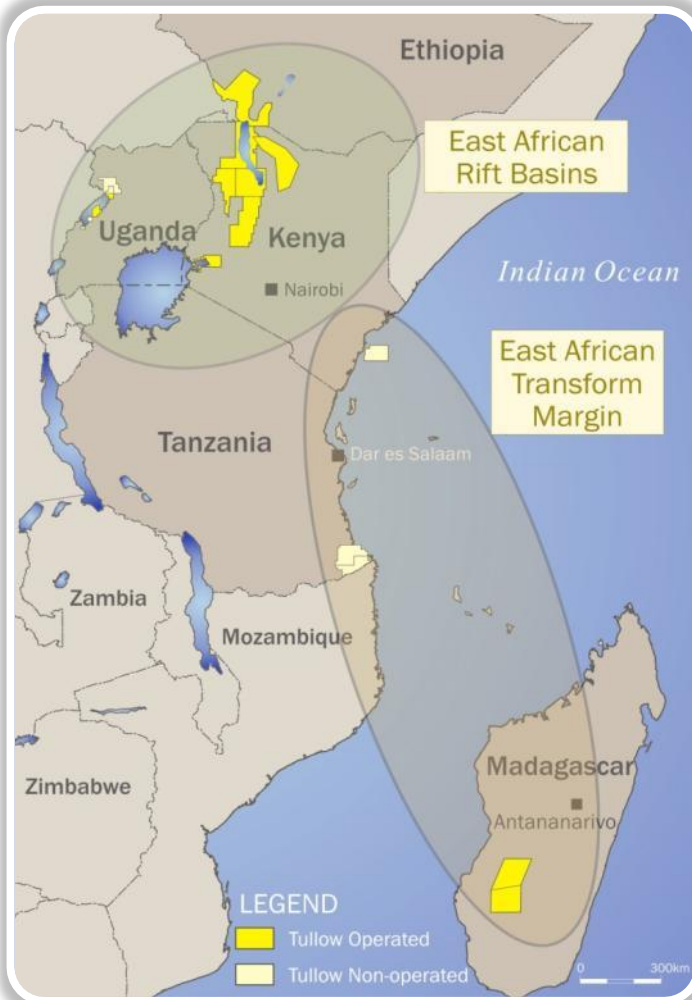 Ethiopia
East African
Rift Basins
Uganda
Kenya
Nairobi
Indian Ocean
East African
Transform
Margin
Tanzania
Dar es Salaam
Zambia
Mozambique
Zimbabwe
Madagascar
Antananarivo
LEGEND
Tullow Operated
Tullow Non-operated
0 300km